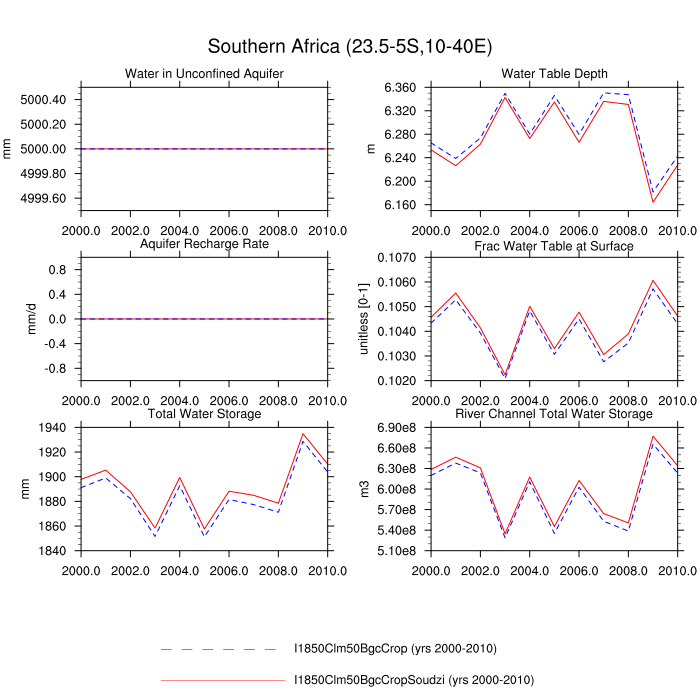 Southern Africa (23.5-5S,10-40E)
Water in Unconfined Aquifer
mm
5000.40
5000.20
5000.00
4999.80
4999.60
2000.0 2002.0 2004.0 2006.0 2008.0 2010.0
Water Table Depth
m
6.360
6.320
6.280
6.240
6.200
6.160
2000.0 2002.0 2004.0 2006.0 2008.0 2010.0
Aquifer Recharge Rate
mm/d
0.8
0.4
0.0
-0.4
-0.8
2000.0 2002.0 2004.0 2006.0 2008.0 2010.0
Frac Water Table at Surface
unitless [0-1]
0.1070
0.1060
0.1050
0.1040
0.1030
0.1020
2000.0 2002.0 2004.0 2006.0 2008.0 2010.0
Total Water Storage
mm
1940
1920
1900
1880
1860
1840
2000.0 2002.0 2004.0 2006.0 2008.0 2010.0
River Channel Total Water Storage
m3
6.90e8
6.60e8
6.30e8
6.00e8
5.70e8
5.40e8
5.10e8
2000.0 2002.0 2004.0 2006.0 2008.0 2010.0
I1850Clm50BgcCrop (yrs 2000-2010)
I1850Clm50BgcCropSoudzi (yrs 2000-2010)